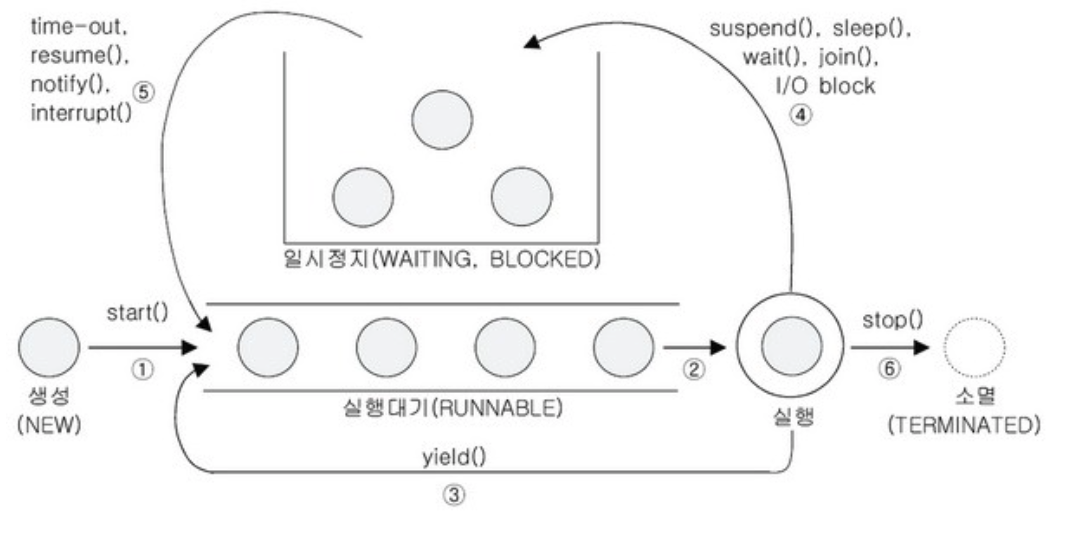 time-out,
resume(),
notify(),
interrupt()
⑤
suspend(), sleep(),
wait(), join(),
I/O block
④
일시정지(WAITING, BLOCKED)
start()
①
생성
(NEW)
실행대기(RUNNABLE)
②
실행
stop()
⑥
소멸
(TERMINATED)
yield()
③